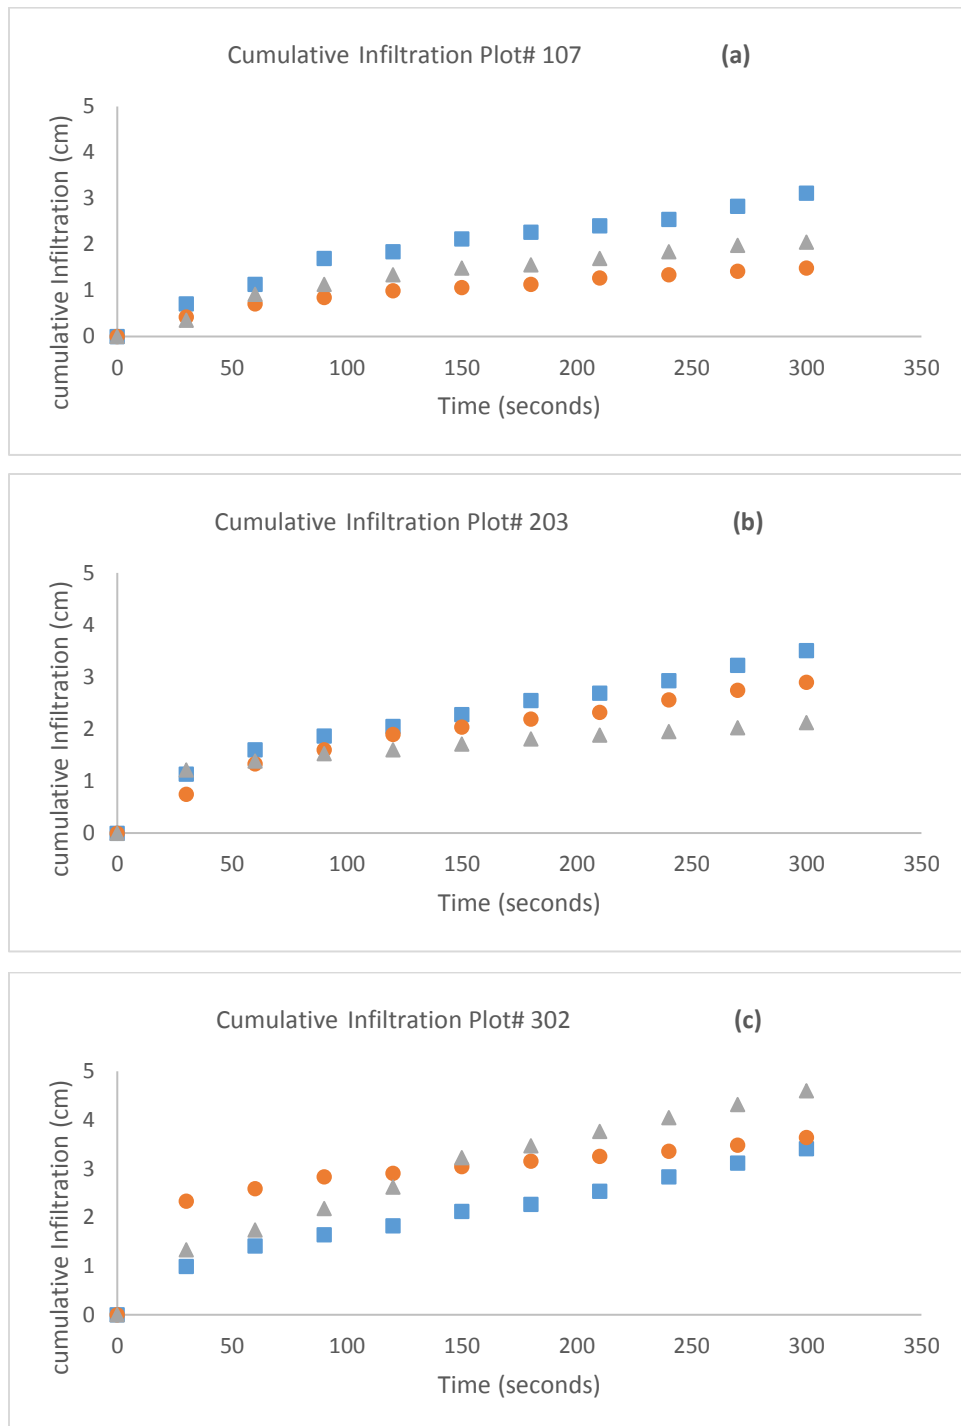 Cumulative Infiltration Plot# 107 (a)
cumulative Infiltration (cm)
5
4
3
2
1
0
0 50 100 150 200 250 300 350
Time (seconds)
Cumulative Infiltration Plot# 203 (b)
cumulative Infiltration (cm)
5
4
3
2
1
0
0 50 100 150 200 250 300 350
Time (seconds)
Cumulative Infiltration Plot# 302 (c)
cumulative Infiltration (cm)
5
4
3
2
1
0
0 50 100 150 200 250 300 350
Time (seconds)